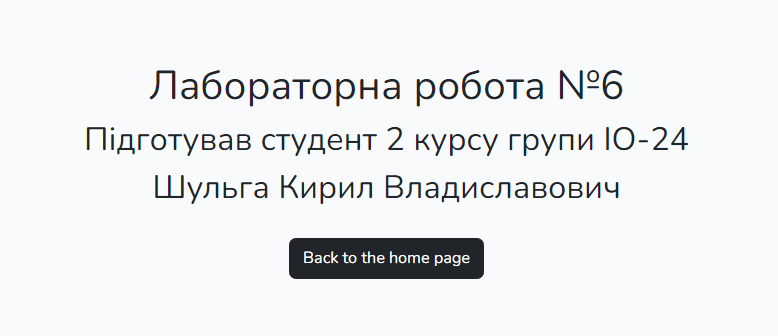 Лабораторна робота №6
Підготував студент 2 курсу групи ІО-24
Шульга Кирил Владиславович
Back to the home page